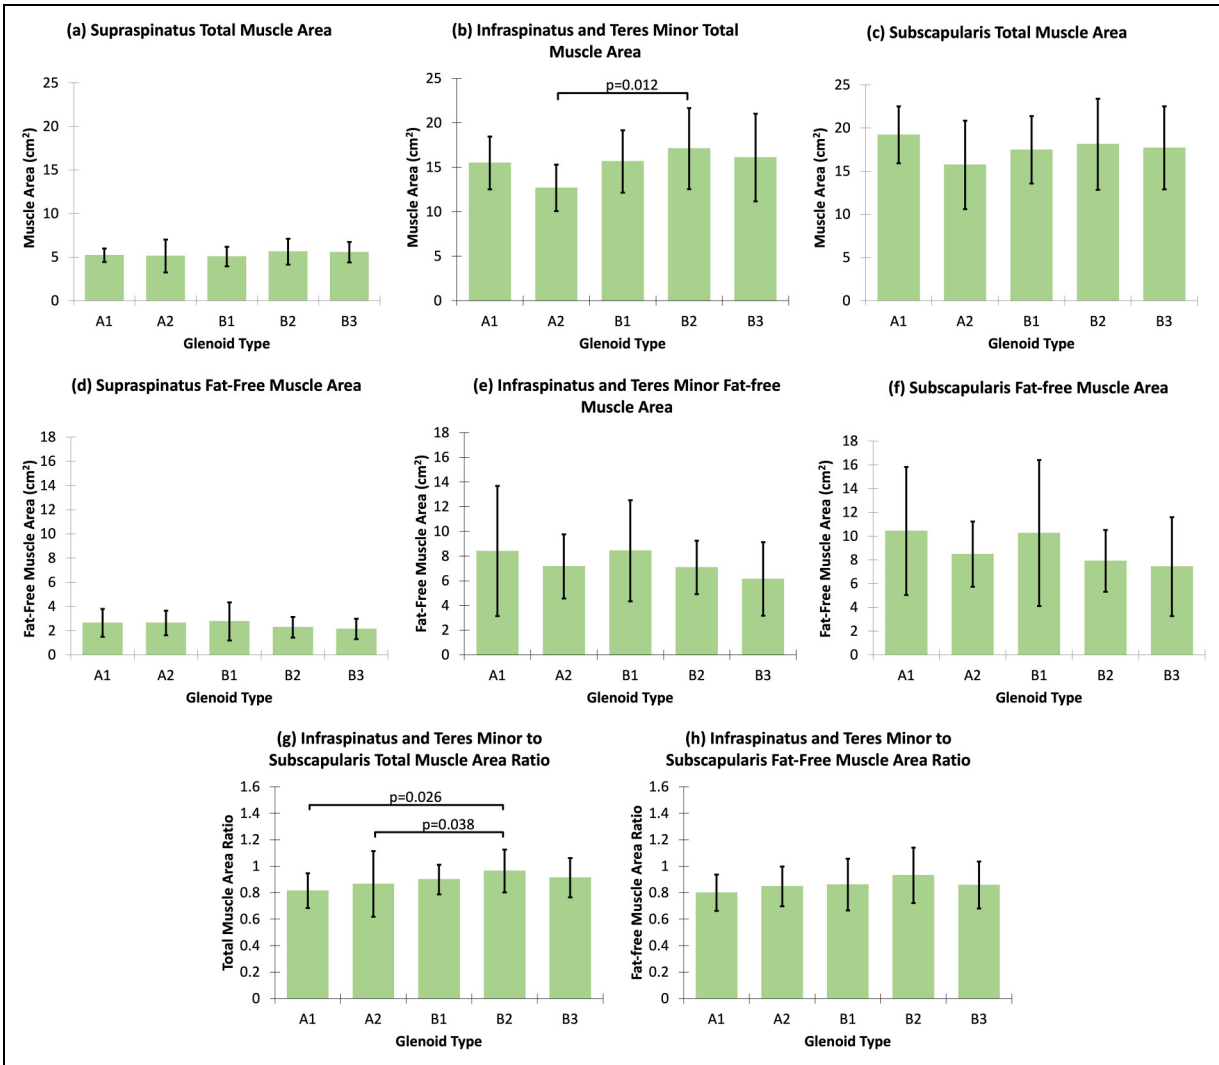 (a) Supraspinatus Total Muscle Area
Muscle Area (cm²)
25
20
15
10
5
0
A1 A2 B1 B2 B3
Glenoid Type
(b) Infraspinatus and Teres Minor Total
Muscle Area
p=0.012
Muscle Area (cm²)
25
20
15
10
5
0
A1 A2 B1 B2 B3
Glenoid Type
(c) Subscapularis Total Muscle Area
Muscle Area (cm²)
25
20
15
10
5
0
A1 A2 B1 B2 B3
Glenoid Type
(d) Supraspinatus Fat-Free Muscle Area
Fat-Free Muscle Area (cm²)
18
16
14
12
10
8
6
4
2
0
A1 A2 B1 B2 B3
Glenoid Type
(e) Infraspinatus and Teres Minor Fat-free
Muscle Area
Fat-Free Muscle Area (cm²)
18
16
14
12
10
8
6
4
2
0
A1 A2 B1 B2 B3
Glenoid Type
(f) Subscapularis Fat-free Muscle Area
Fat-Free Muscle Area (cm²)
18
16
14
12
10
8
6
4
2
0
A1 A2 B1 B2 B3
Glenoid Type
(g) Infraspinatus and Teres Minor to
Subscapularis Total Muscle Area Ratio
p=0.026
p=0.038
Total Muscle Area Ratio
1.6
1.4
1.2
1
0.8
0.6
0.4
0.2
0
A1 A2 B1 B2 B3
Glenoid Type
(h) Infraspinatus and Teres Minor to
Subscapularis Fat-Free Muscle Area Ratio
Fat-free Muscle Area Ratio
1.6
1.4
1.2
1
0.8
0.6
0.4
0.2
0
A1 A2 B1 B2 B3
Glenoid Type